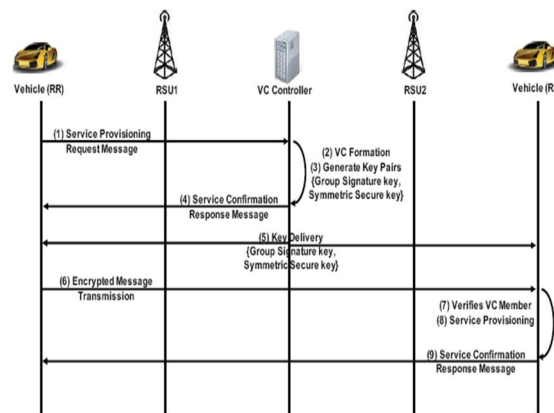 Vehicle (RR)
RSU1
VC Controller
RSU2
Vehicle (R
(1) Service Provisioning
Request Message
(2) VC Formation
(3) Generate Key Pairs
{Group Signature key,
Symmetric Secure key}
(4) Service Confirmation
Response Message
(5) Key Delivery
{Group Signature key,
Symmetric Secure key}
(6) Encrypted Message
Transmission
(7) Verifies VC Member
(8) Service Provisioning
(9) Service Confirmation
Response Message